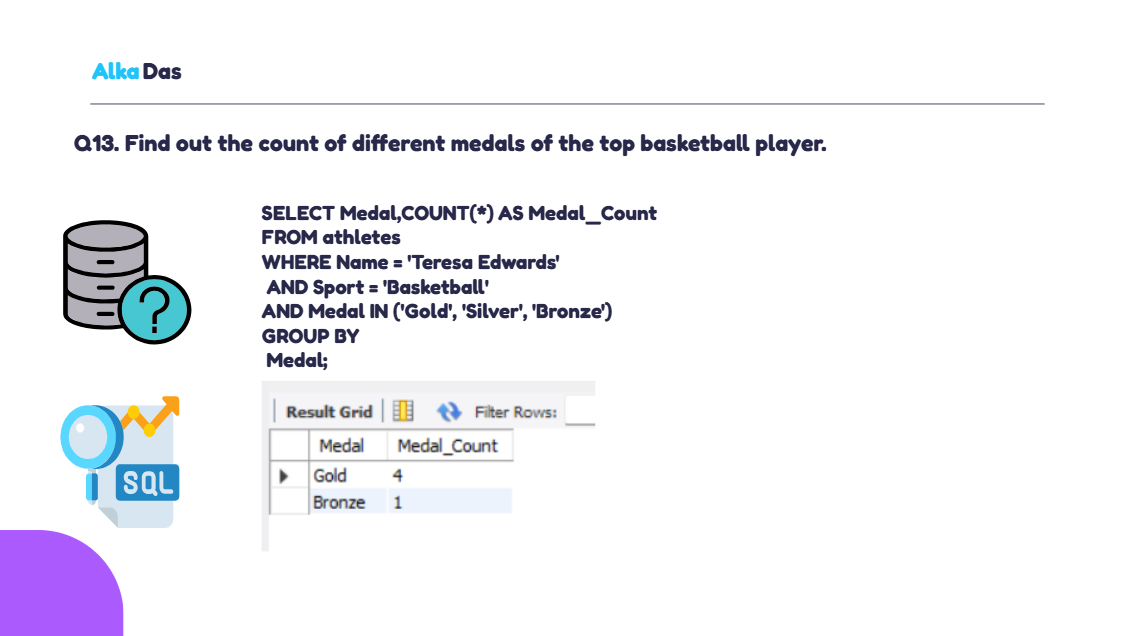 Alka Das
Q13. Find out the count of different medals of the top basketball player.
SELECT Medal,COUNT(*) AS Medal_Count
FROM athletes
WHERE Name = 'Teresa Edwards'
AND Sport = 'Basketball'
AND Medal IN ('Gold', 'Silver', 'Bronze')
GROUP BY
Medal;
?
SQL
Result Grid Filter Rows:
Medal Medal_Count
Gold 4
Bronze 1